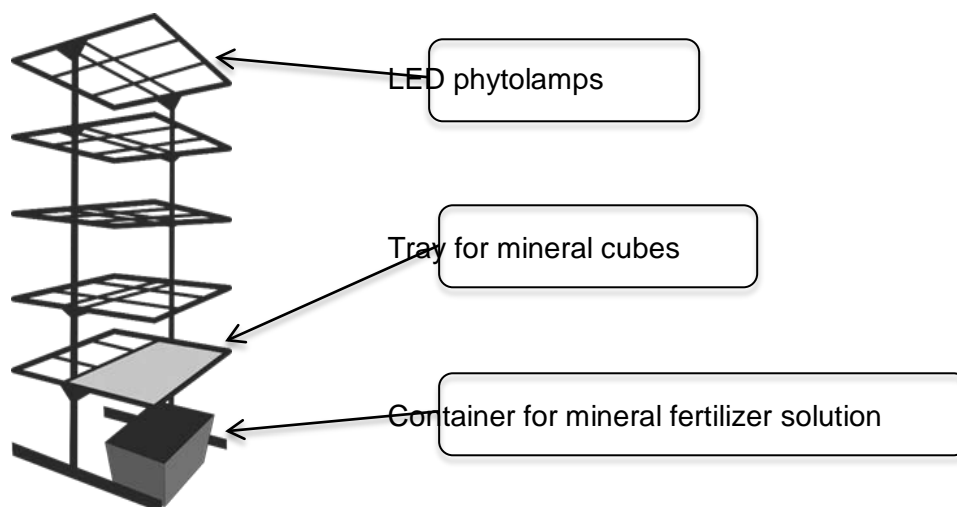 LED phytolamps
Tray for mineral cubes
Container for mineral fertilizer solution